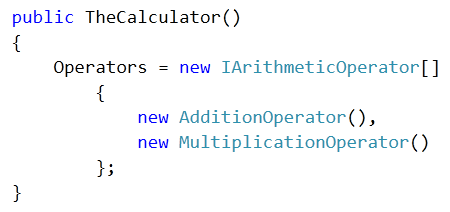 public TheCalculator()
{
    Operators = new IArithmeticOperator[]
        {
            new AdditionOperator(),
            new MultiplicationOperator()
        };
}